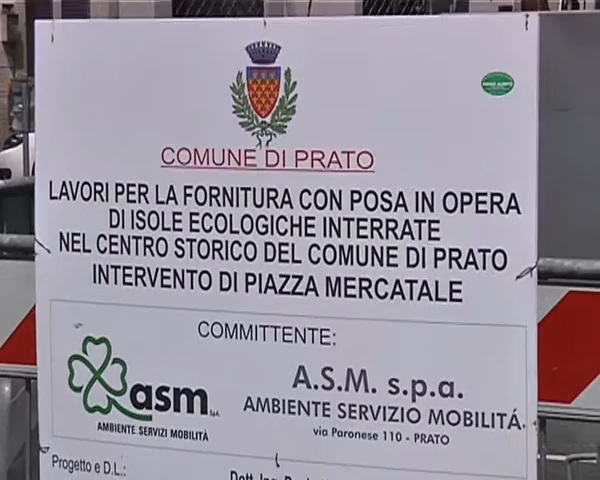 COMUNE DI PRATO
LAVORI PER LA FORNITURA CON POSA IN OPERA
DI ISOLE ECOLOGICHE INTERRATE
NEL CENTRO STORICO DEL COMUNE DI PRATO
INTERVENTO DI PIAZZA MERCATALE
COMMITTENTE:
asm
AMBIENTE SERVIZI MOBILITÀ
A.S.M. s.p.a.
AMBIENTE SERVIZIO MOBILITÁ
via Paronese 110 - PRATO
Progetto e D.L.: